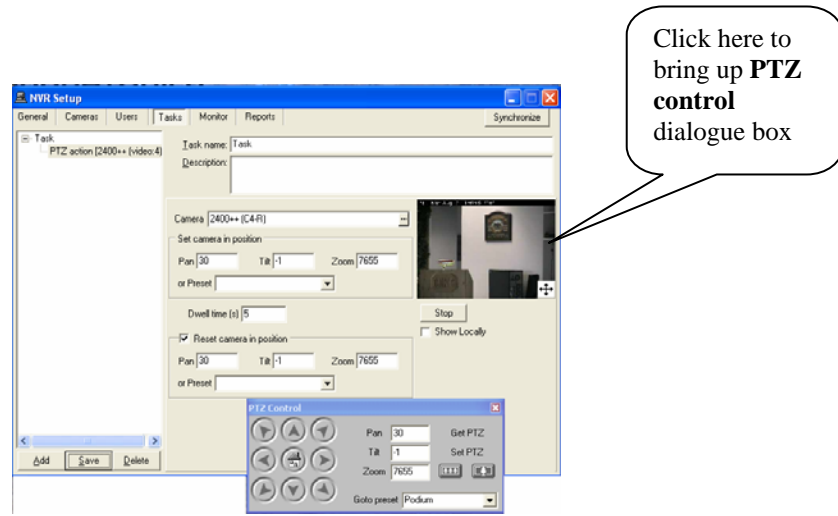 Click here to
bring up PTZ
control
dialogue box
NVR Setup
General Cameras Users Tasks Monitor Reports Synchronize
Task
PTZ action [2400++ (video:4)
Task name: Task
Description:
Camera 2400++ (C4-R)
Set camera in position
Pan 30 Tilt -1 Zoom 7655
or Preset
Dwell time (s) 5
Stop
Show Locally
Reset camera in position
Pan 30 Tilt -1 Zoom 7655
or Preset
Add Save Delete
PTZ Control
Pan 30 Get PTZ
Tilt -1 Set PTZ
Zoom 7655
Goto preset Podium